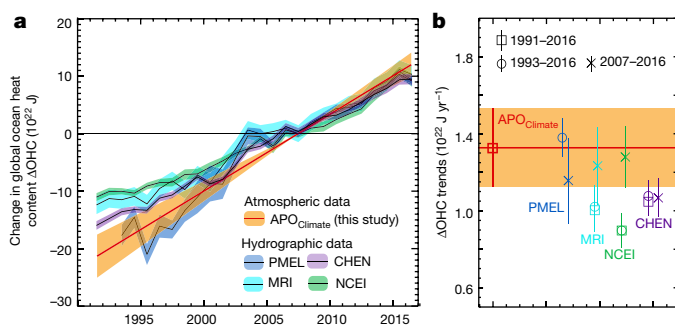 a
Change in global ocean heat
content ΔOHC (10²² J)
20
10
0
−10
−20
−30
1995
2000
2005
2010
2015
Atmospheric data
APO_Climate (this study)
Hydrographic data
PMEL
CHEN
MRI
NCEI
b
ΔOHC trends (10²² J yr⁻¹)
1.8
1.4
1.0
0.6
1991–2016
1993–2016
2007–2016
APO_Climate
PMEL
MRI
NCEI
CHEN